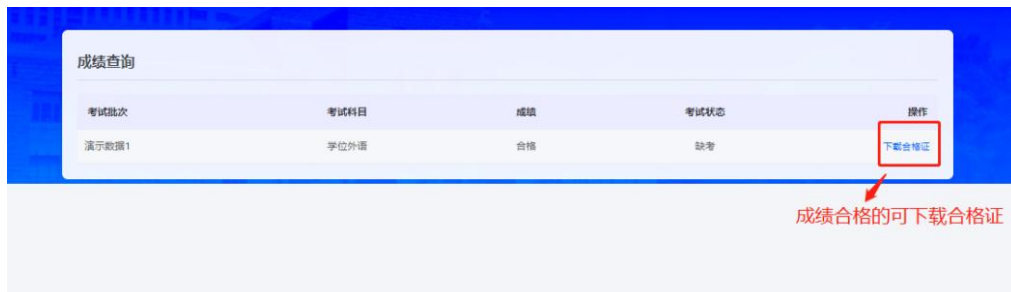 成绩查询
考试批次 考试科目 成绩 考试状态 操作
演示数据1 学位外语 合格 缺考 下载合格证
成绩合格的可下载合格证